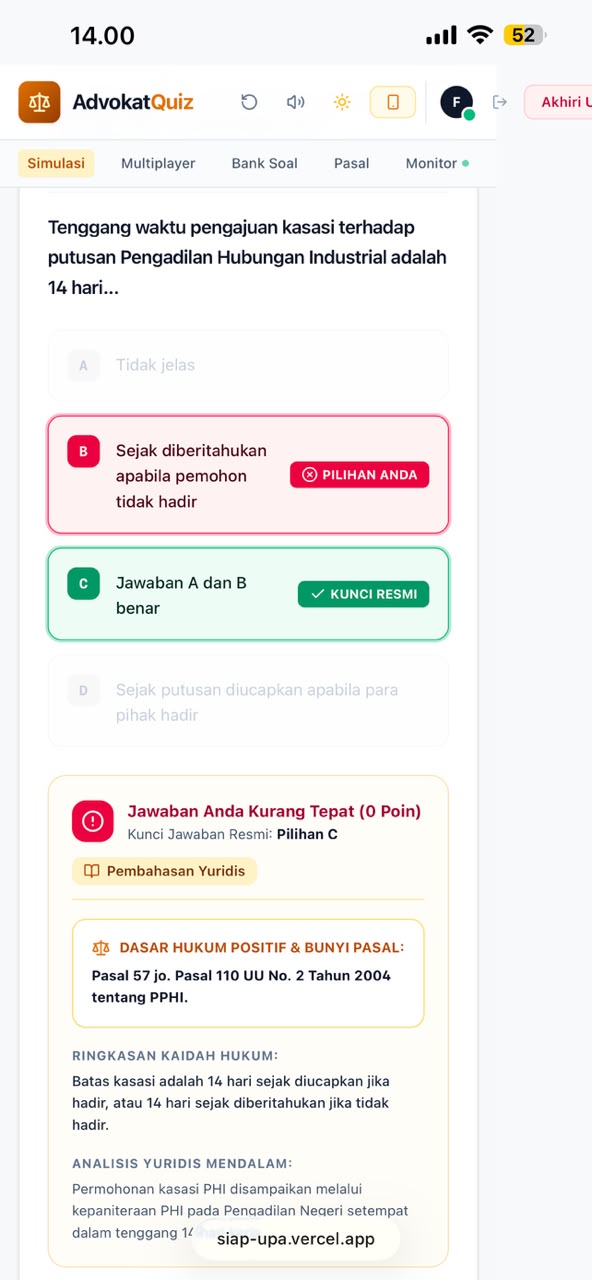 14.00
52
AdvokatQuiz
F
Akhiri U
Simulasi
Multiplayer
Bank Soal
Pasal
Monitor
Tenggang waktu pengajuan kasasi terhadap
putusan Pengadilan Hubungan Industrial adalah
14 hari...
A
Tidak jelas
B
Sejak diberitahukan
apabila pemohon
tidak hadir
PILIHAN ANDA
C
Jawaban A dan B
benar
KUNCI RESMI
D
Sejak putusan diucapkan apabila para
pihak hadir
Jawaban Anda Kurang Tepat (0 Poin)
Kunci Jawaban Resmi: Pilihan C
Pembahasan Yuridis
DASAR HUKUM POSITIF & BUNYI PASAL:
Pasal 57 jo. Pasal 110 UU No. 2 Tahun 2004
tentang PPHI.
RINGKASAN KAIDAH HUKUM:
Batas kasasi adalah 14 hari sejak diucapkan jika
hadir, atau 14 hari sejak diberitahukan jika tidak
hadir.
ANALISIS YURIDIS MENDALAM:
Permohonan kasasi PHI disampaikan melalui
kepaniteraan PHI pada Pengadilan Negeri setempat
dalam tenggang 14
siap-upa.vercel.app